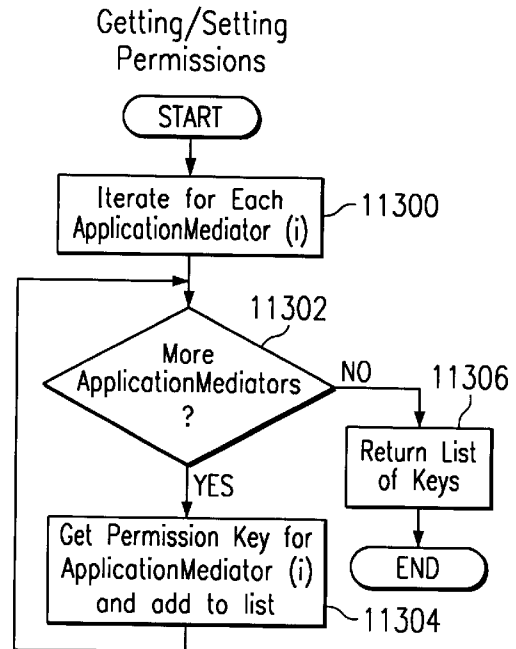 Getting/Setting
Permissions
START
Iterate for Each
ApplicationMediator (i)
11300
11302
More
ApplicationMediators
?
NO
11306
Return List
of Keys
YES
END
Get Permission Key for
ApplicationMediator (i)
and add to list
11304